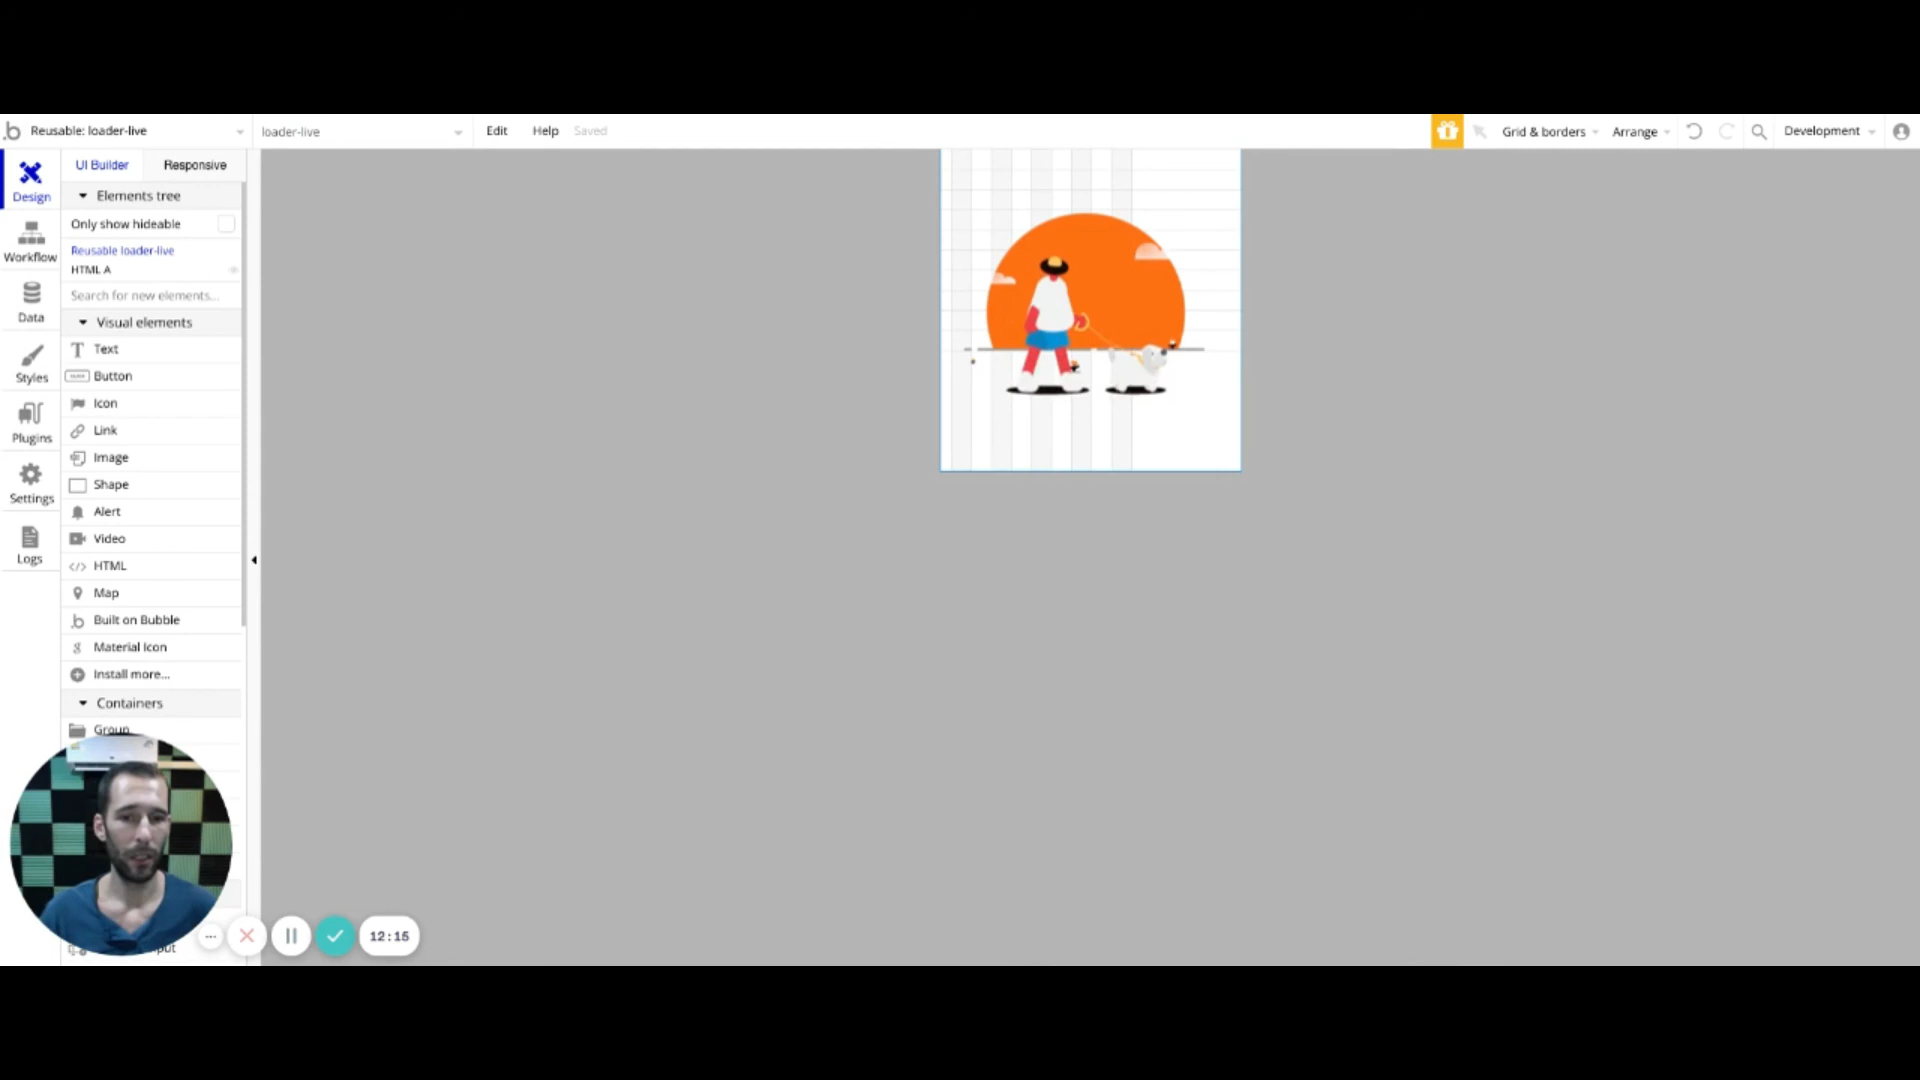 Reusable: loader-live
loader-live
Edit
Help
Saved
Grid & borders
Arrange
Development
Design
Workflow
Data
Styles
Plugins
Settings
Logs
UI Builder
Responsive
Elements tree
Only show hideable
Reusable loader-live
HTML A
Search for new elements...
Visual elements
Text
Button
Icon
Link
Image
Shape
Alert
Video
HTML
Map
Built on Bubble
Material Icon
Install more...
Containers
Group
12:15